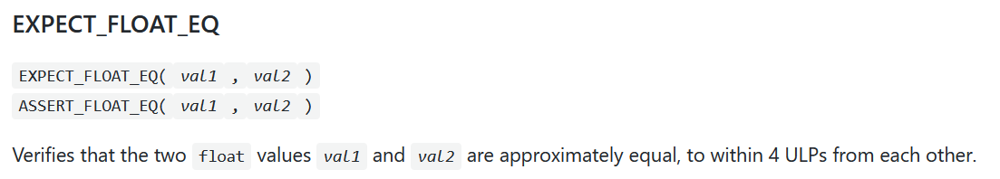 EXPECT_FLOAT_EQ
EXPECT_FLOAT_EQ( val1 , val2 )
ASSERT_FLOAT_EQ( val1 , val2 )
Verifies that the two float values val1 and val2 are approximately equal, to within 4 ULPs from each other.